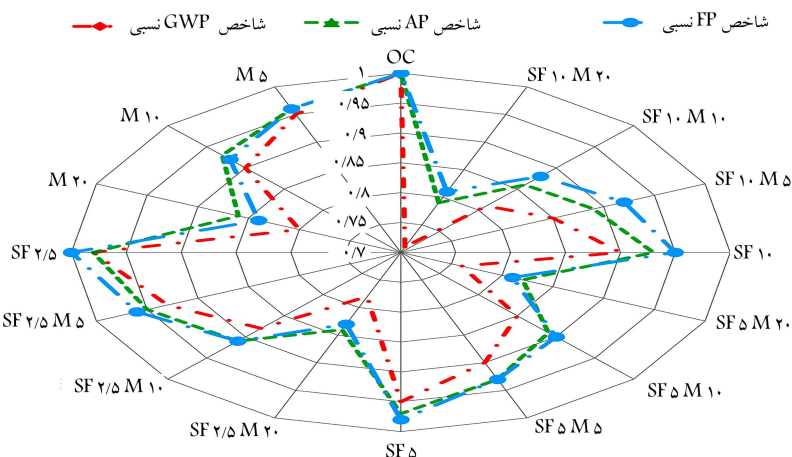 شاخص FP نسبی
شاخص AP نسبی
شاخص GWP نسبی
OC
SF ۱۰ M ۲۰
SF ۱۰ M ۱۰
SF ۱۰ M ۵
SF ۱۰
SF ۵ M ۲۰
SF ۵ M ۱۰
SF ۵ M ۵
SF ۵
SF ۲/۵ M ۲۰
SF ۲/۵ M ۱۰
SF ۲/۵ M ۵
SF ۲/۵
M ۲۰
M ۱۰
M ۵
۱
۰/۹۵
۰/۹
۰/۸۵
۰/۸
۰/۷۵
۰/۷